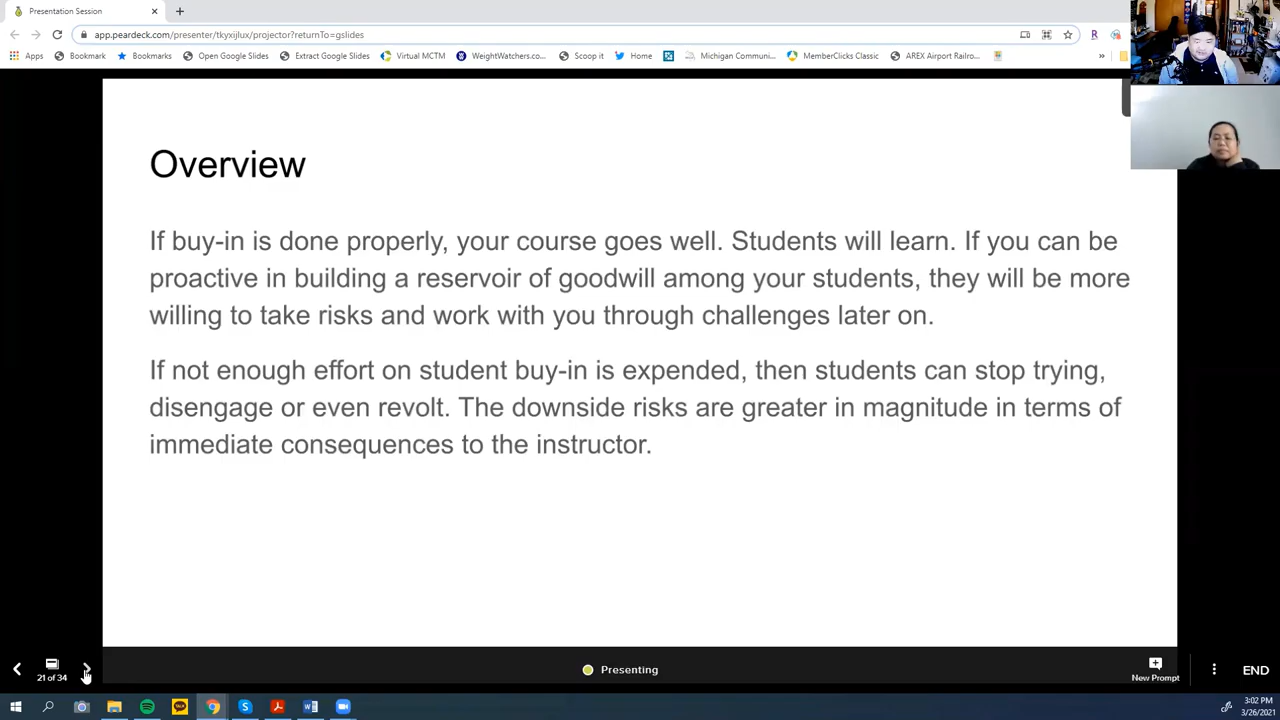 Presentation Session
app.peardeck.com/presenter/tkyxijlux/projector?returnTo=gslides
Apps Bookmark Bookmarks Open Google Slides Extract Google Slides Virtual MCTM WeightWatchers.co... Scoop it Home Michigan Communi... MemberClicks Classic AREX Airport Railro... »
Overview
If buy-in is done properly, your course goes well. Students will learn. If you can be
proactive in building a reservoir of goodwill among your students, they will be more
willing to take risks and work with you through challenges later on.
If not enough effort on student buy-in is expended, then students can stop trying,
disengage or even revolt. The downside risks are greater in magnitude in terms of
immediate consequences to the instructor.
21 of 34
Presenting
New Prompt
END
3:02 PM
3/26/2021